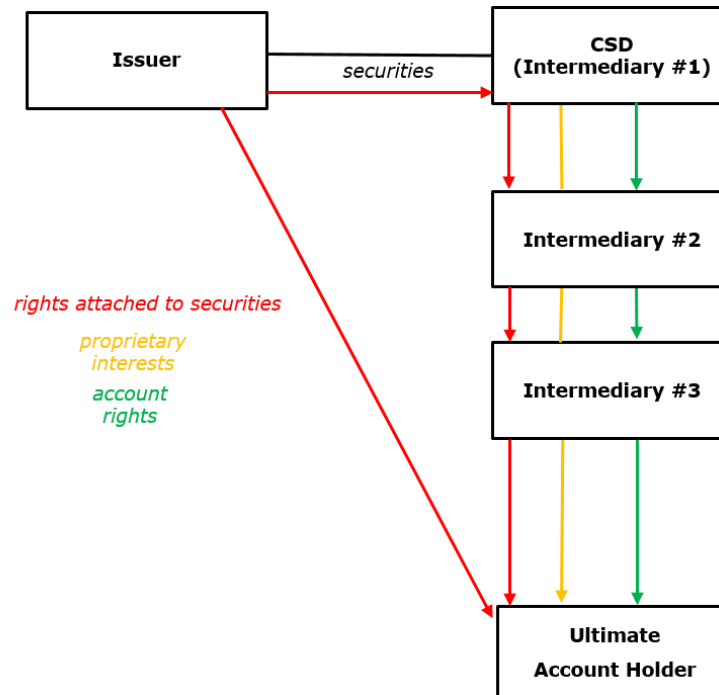 Issuer
securities
CSD
(Intermediary #1)
Intermediary #2
rights attached to securities
proprietary
interests
account
rights
Intermediary #3
Ultimate
Account Holder